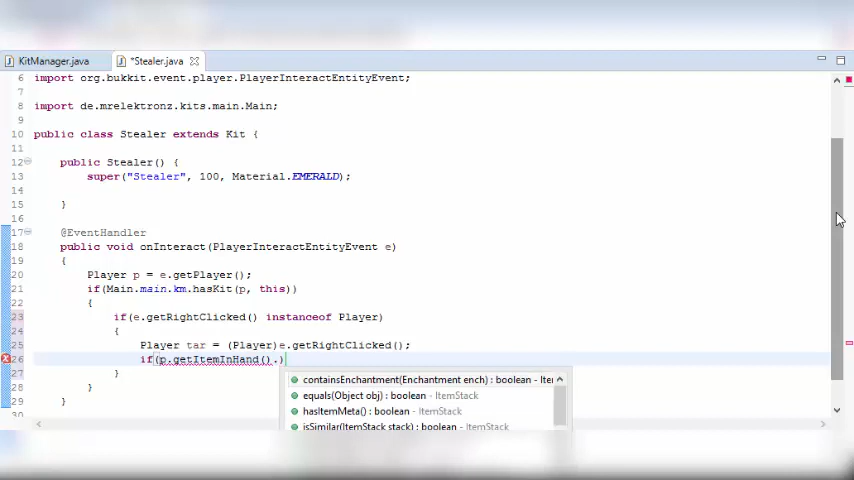 KitManager.java *Stealer.java
6 import org.bukkit.event.player.PlayerInteractEntityEvent;
7
8 import de.mrelektronz.kits.main.Main;
9
10 public class Stealer extends Kit {
11
12 public Stealer() {
13 super("Stealer", 100, Material.EMERALD);
14
15 }
16
17 @EventHandler
18 public void onInteract(PlayerInteractEntityEvent e)
19 {
20 Player p = e.getPlayer();
21 if(Main.main.km.hasKit(p, this))
22 {
23 if(e.getRightClicked() instanceof Player)
24 {
25 Player tar = (Player)e.getRightClicked();
26 if(p.getItemInHand().)
27 }
28 }
29 }
30
containsEnchantment(Enchantment ench) : boolean - Iter
equals(Object obj) : boolean - ItemStack
hasItemMeta() : boolean - ItemStack
isSimilar(ItemStack stack) : boolean - ItemStack